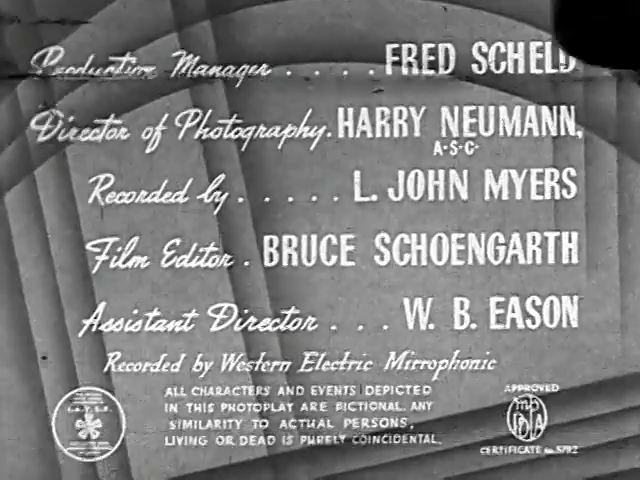 Production Manager . . . . . FRED SCHELD
Director of Photography. HARRY NEUMANN,
A·S·C·
Recorded by . . . . . L. JOHN MYERS
Film Editor . BRUCE SCHOENGARTH
Assistant Director . . . W. B. EASON
Recorded by Western Electric Mirrophonic
ALL CHARACTERS AND EVENTS DEPICTED
IN THIS PHOTOPLAY ARE FICTIONAL. ANY
SIMILARITY TO ACTUAL PERSONS,
LIVING OR DEAD IS PURELY COINCIDENTAL.
I.A.T.S.E.
APPROVED
CERTIFICATE No.